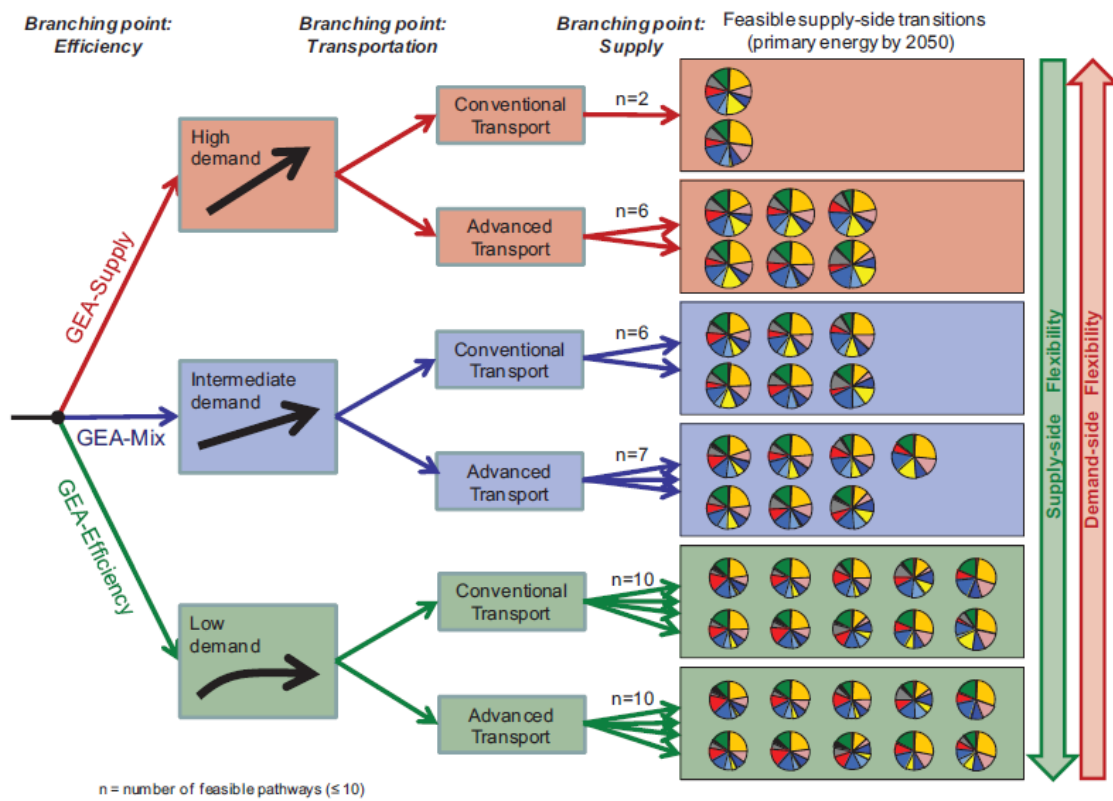 Branching point:
Efficiency
Branching point:
Transportation
Branching point:
Supply
Feasible supply-side transitions
(primary energy by 2050)
GEA-Supply
GEA-Mix
GEA-Efficiency
High
demand
Intermediate
demand
Low
demand
Conventional
Transport
n=2
Advanced
Transport
n=6
Conventional
Transport
n=6
Advanced
Transport
n=7
Conventional
Transport
n=10
Advanced
Transport
n=10
Supply-side Flexibility
Demand-side Flexibility
n = number of feasible pathways (≤ 10)